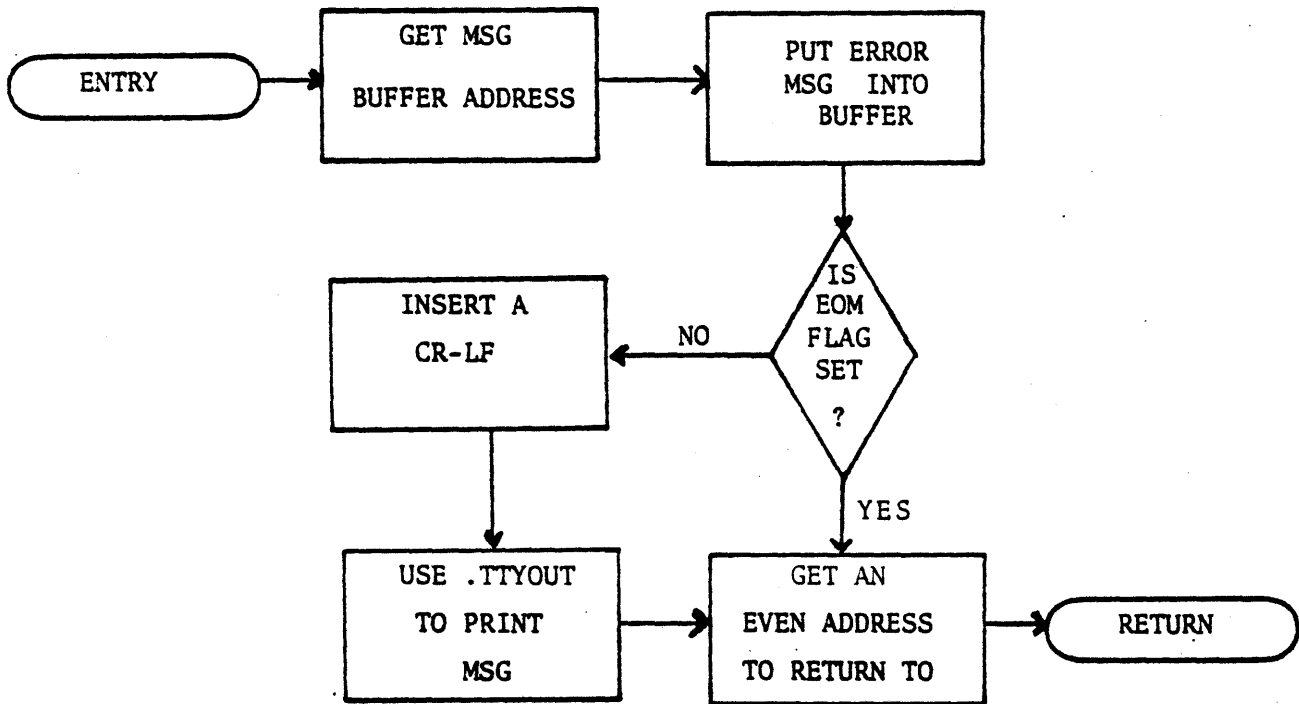 ENTRY
GET MSG
BUFFER ADDRESS
PUT ERROR
MSG INTO
BUFFER
IS
EOM
FLAG
SET
?
NO
INSERT A
CR-LF
YES
USE .TTYOUT
TO PRINT
MSG
GET AN
EVEN ADDRESS
TO RETURN TO
RETURN